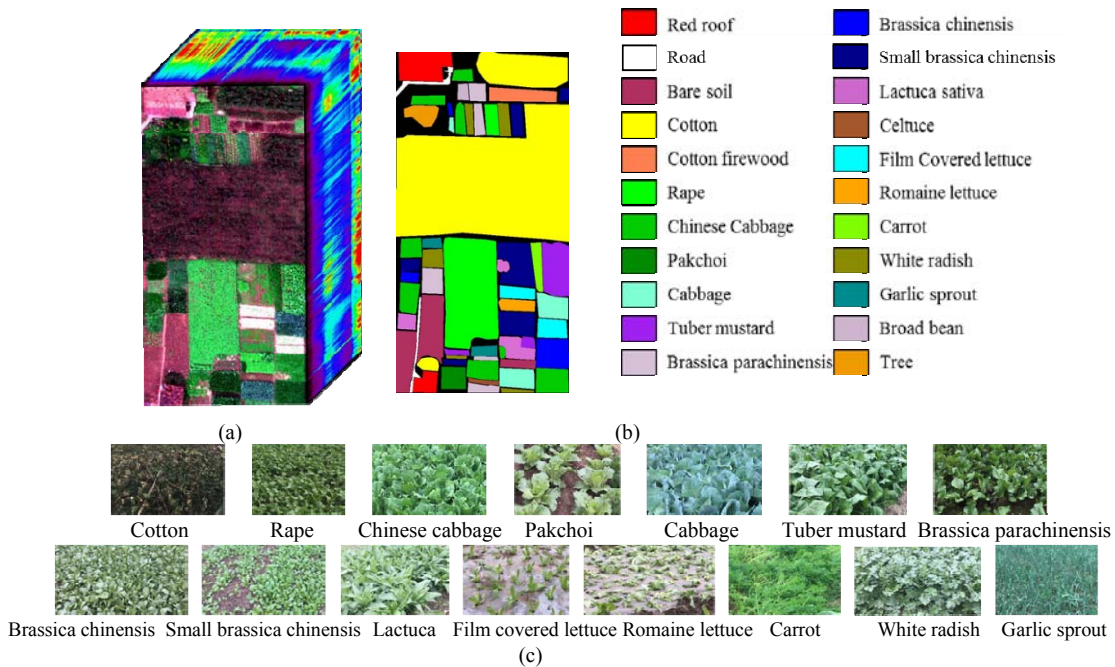 Red roof
Brassica chinensis
Road
Small brassica chinensis
Bare soil
Lactuca sativa
Cotton
Celtuce
Cotton firewood
Film Covered lettuce
Rape
Romaine lettuce
Chinese Cabbage
Carrot
Pakchoi
White radish
Cabbage
Garlic sprout
Tuber mustard
Broad bean
Brassica parachinensis
Tree
(a)
(b)
Cotton
Rape
Chinese cabbage
Pakchoi
Cabbage
Tuber mustard
Brassica parachinensis
Brassica chinensis
Small brassica chinensis
Lactuca
Film covered lettuce
Romaine lettuce
Carrot
White radish
Garlic sprout
(c)